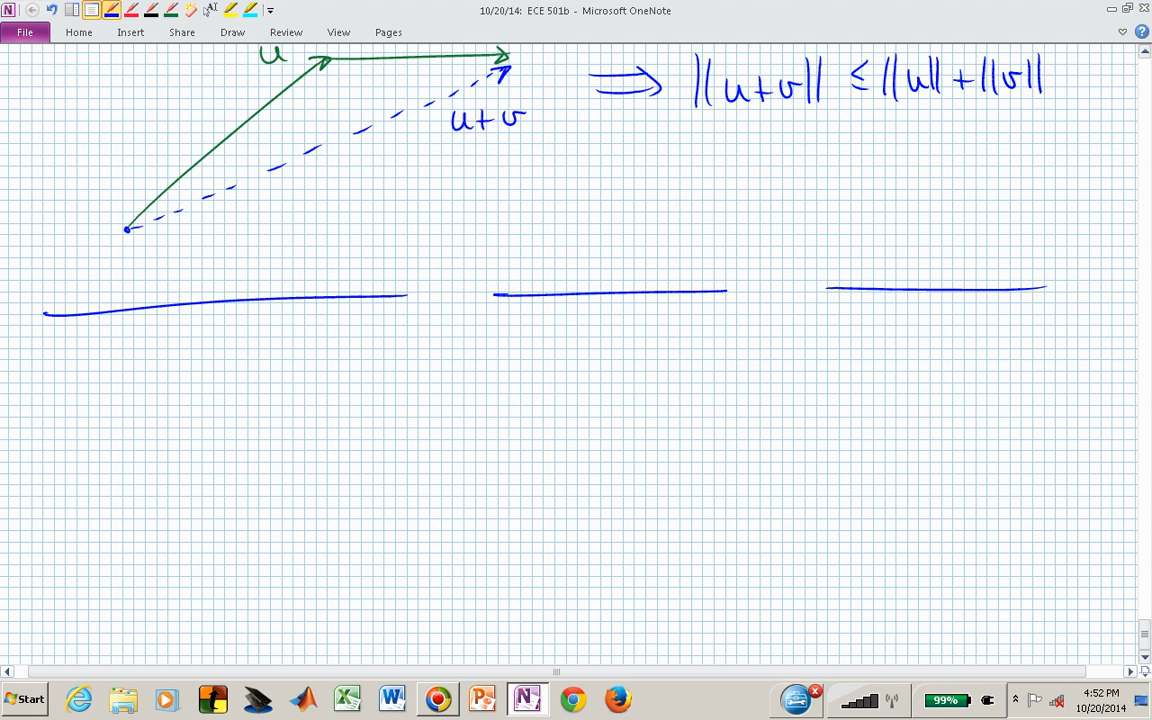 10/20/14: ECE 501b - Microsoft OneNote
File Home Insert Share Draw Review View Pages
u
⟹ ||u+v|| ≤ ||u|| + ||v||
u+v
Start
99%
4:52 PM
10/20/2014